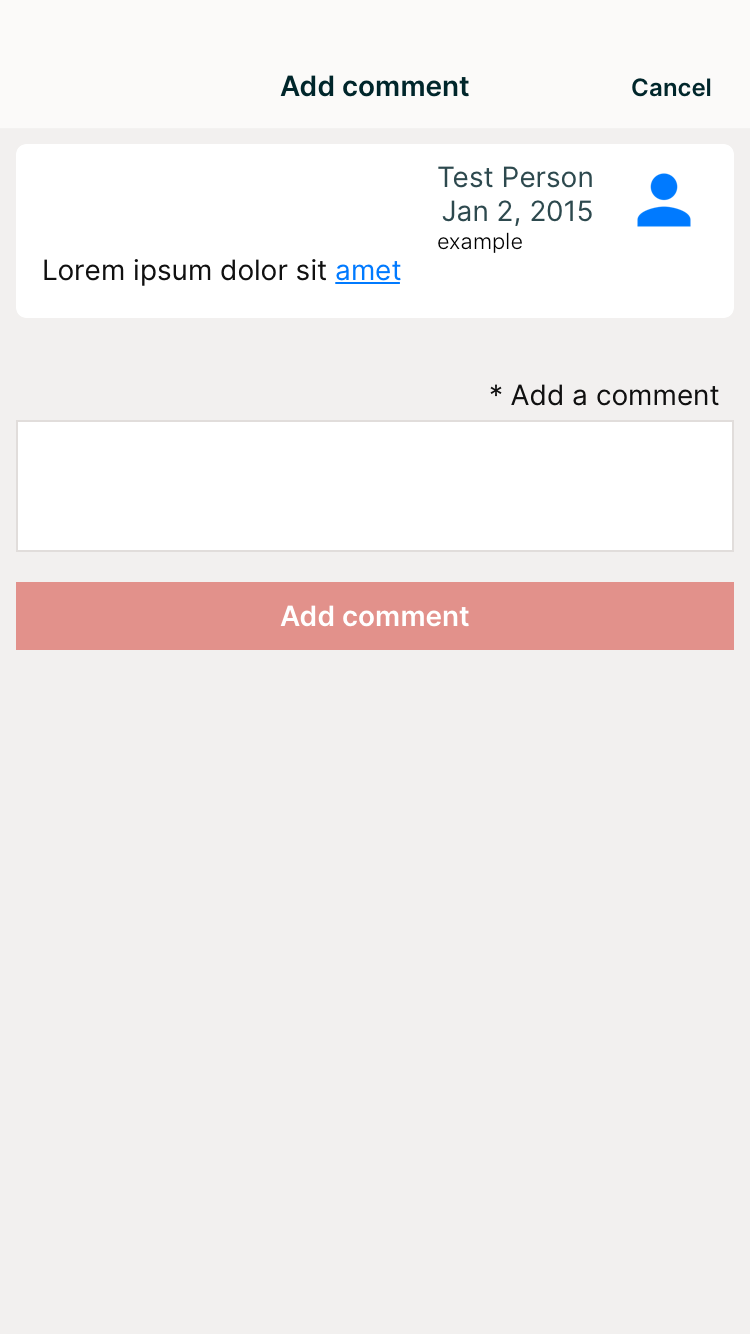 Add comment
Cancel
Test Person
Jan 2, 2015
example
Lorem ipsum dolor sit amet
* Add a comment
Add comment